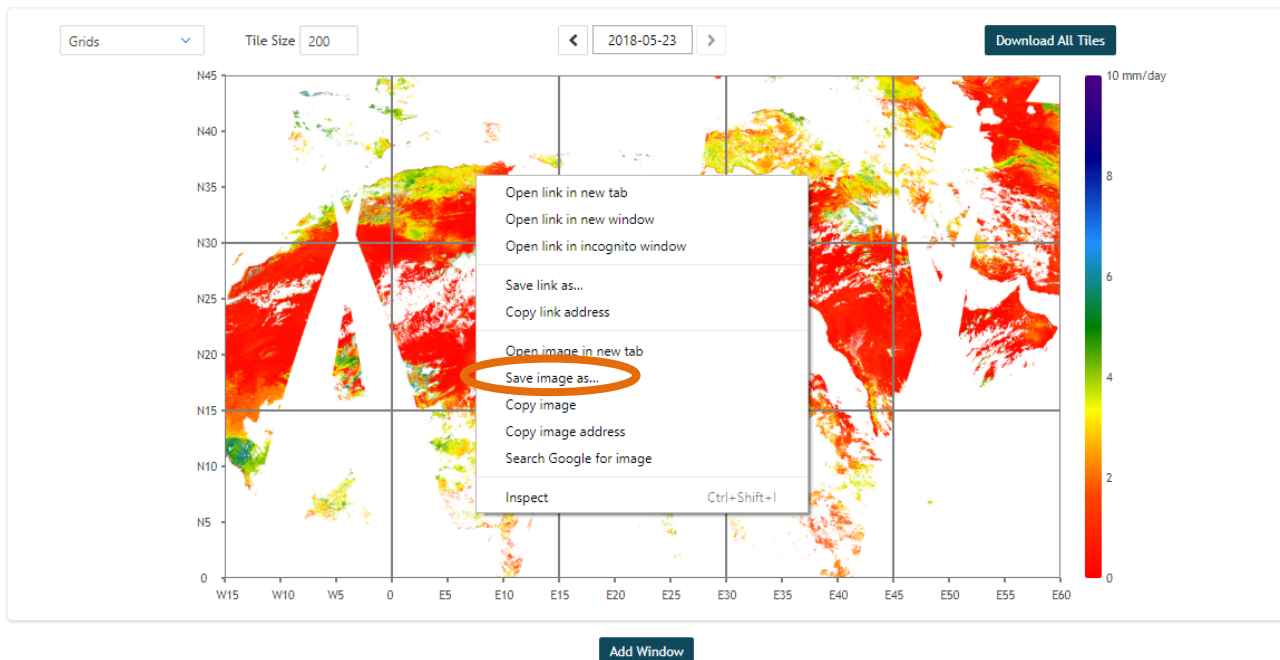 Grids
Tile Size 200
2018-05-23
Download All Tiles
N45
10 mm/day
N40
8
N35
Open link in new tab
Open link in new window
N30
Open link in incognito window
6
Save link as...
N25
Copy link address
N20
Open image in new tab
4
Save image as...
N15
Copy image
Copy image address
Search Google for image
N10
2
Inspect Ctrl+Shift+I
N5
0
0
W15 W10 W5 0 E5 E10 E15 E20 E25 E30 E35 E40 E45 E50 E55 E60
Add Window